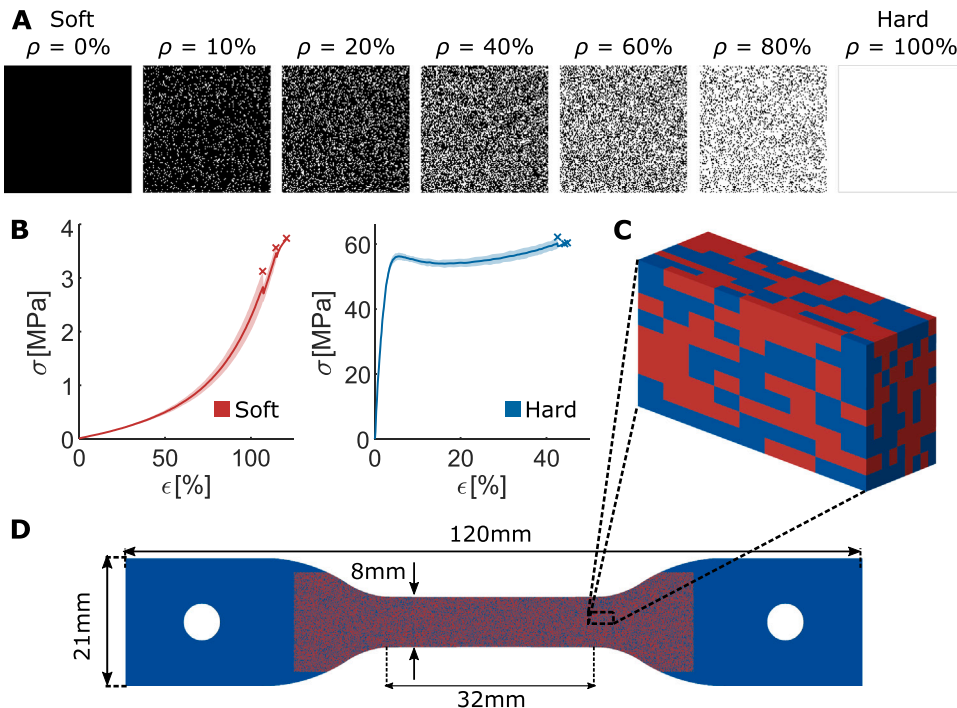 A
Soft
Hard
ρ = 0%
ρ = 10%
ρ = 20%
ρ = 40%
ρ = 60%
ρ = 80%
ρ = 100%
B
4
3
2
1
0
σ[MPa]
0
50
100
ϵ[%]
Soft
60
40
20
0
σ[MPa]
0
20
40
ϵ[%]
Hard
C
D
120mm
21mm
8mm
32mm